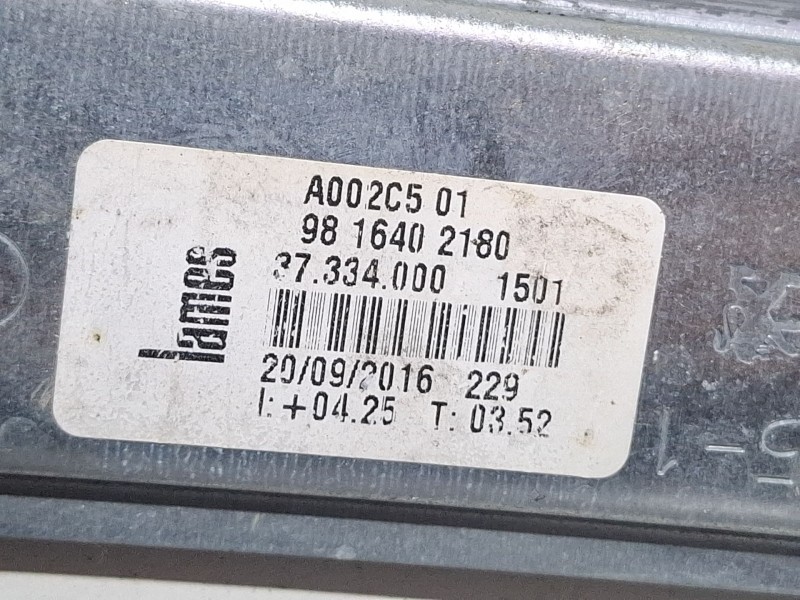 A002C5 01
98 1640 2180
37.334.000 1501
lames
20/09/2016 229
I: +04.25 T: 03.52